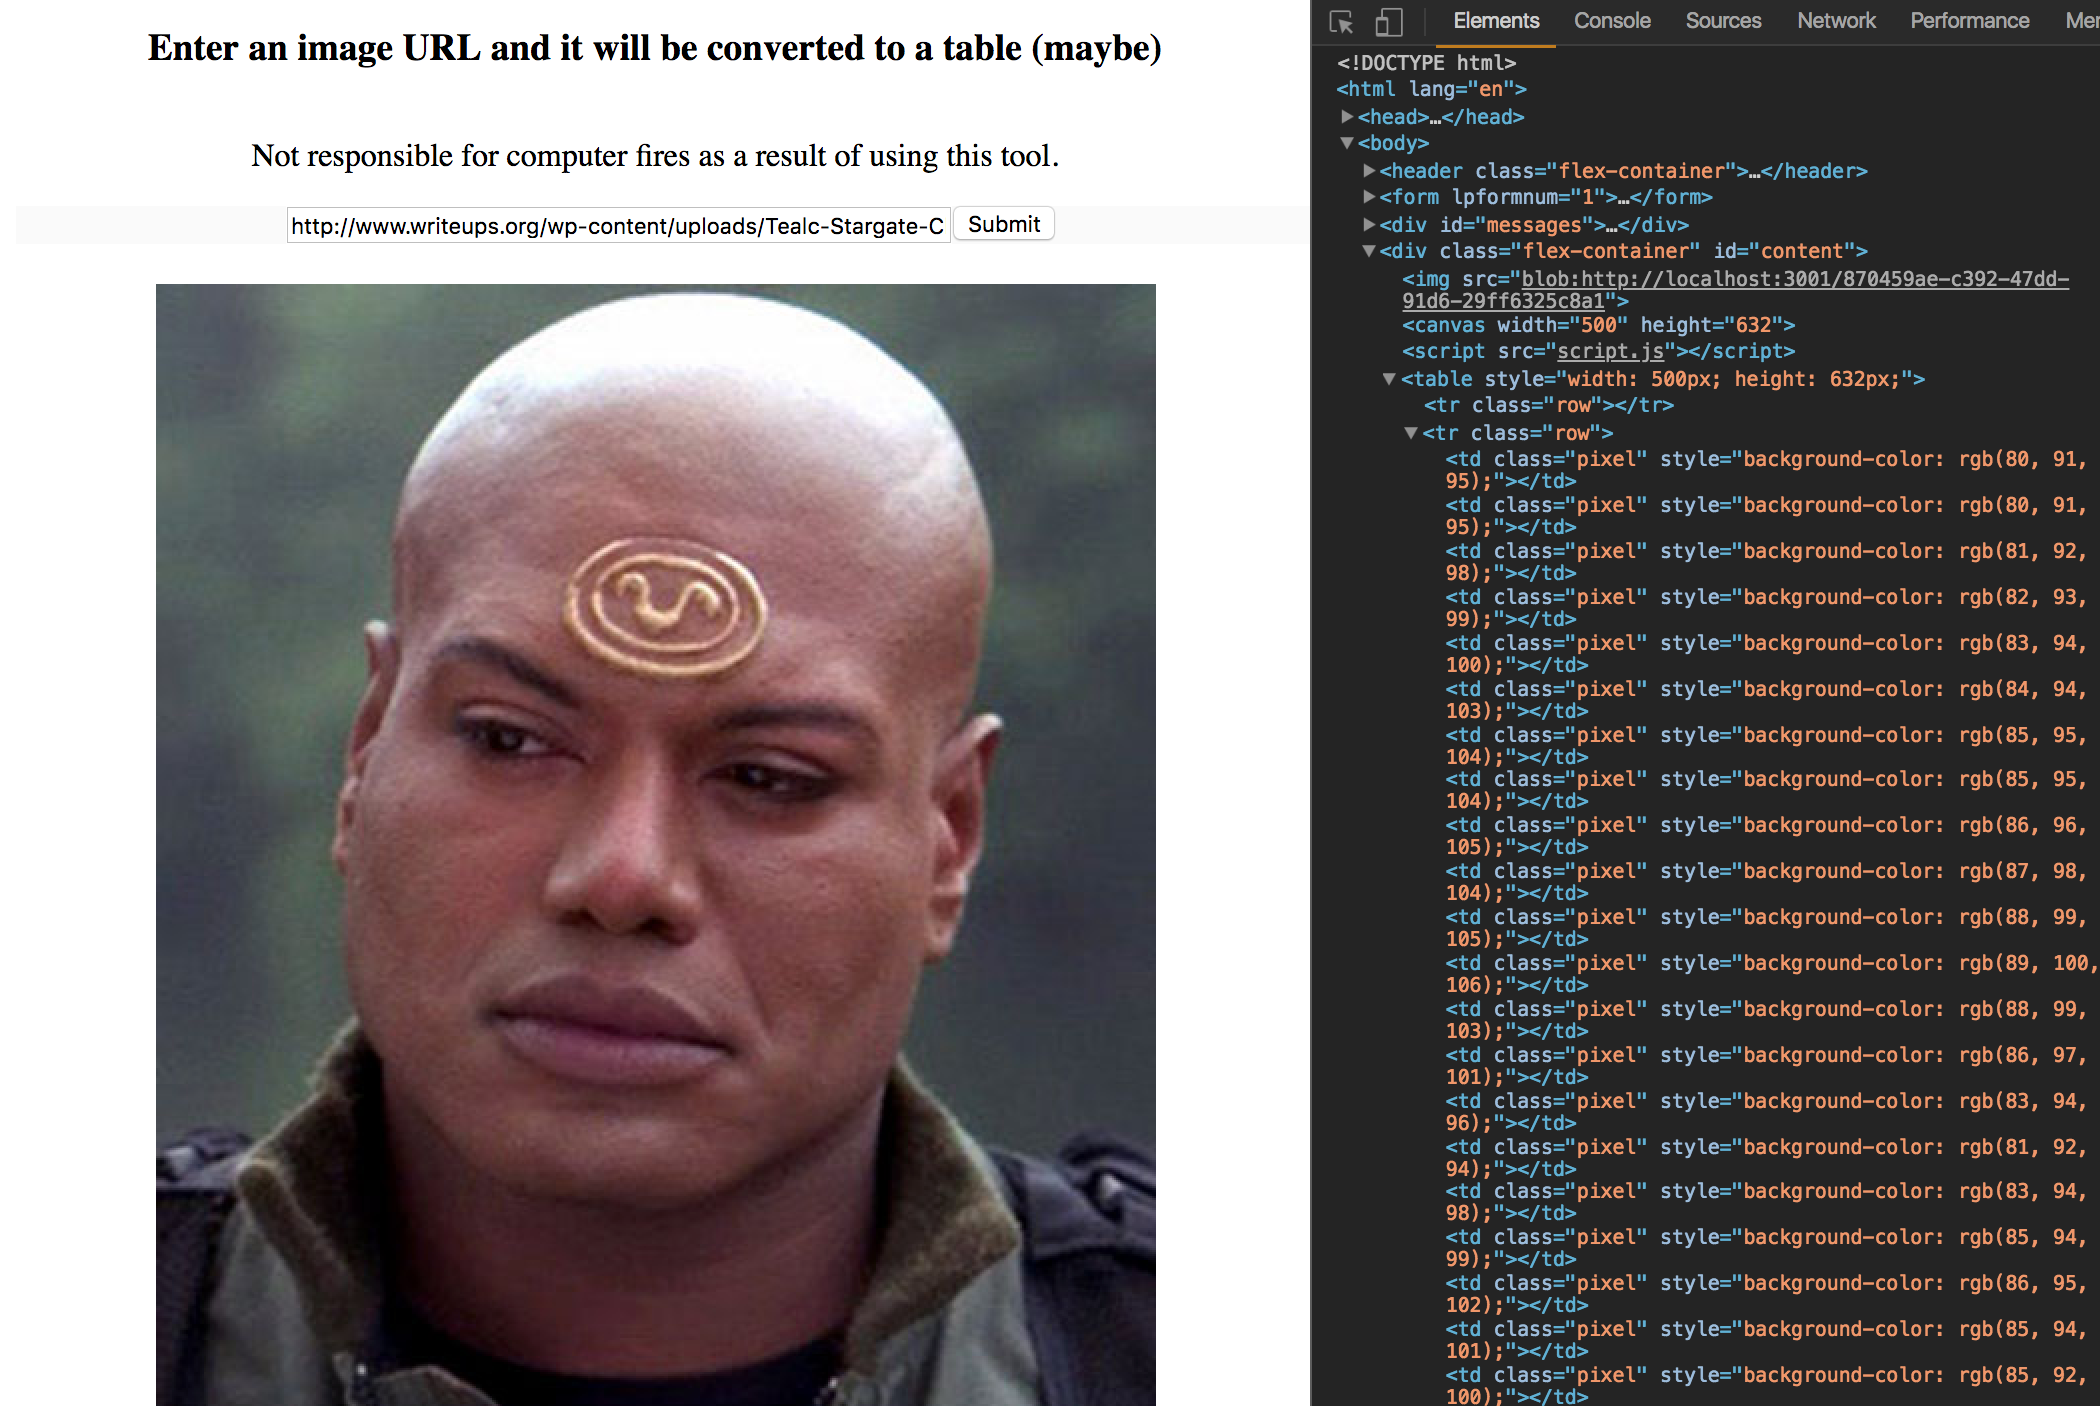 Enter an image URL and it will be converted to a table (maybe)
Not responsible for computer fires as a result of using this tool.
http://www.writeups.org/wp-content/uploads/Tealc-Stargate-C
Submit
Elements Console Sources Network Performance Mer
<!DOCTYPE html>
<html lang="en">
▶<head>…</head>
▼<body>
▶<header class="flex-container">…</header>
▶<form lpformnum="1">…</form>
▶<div id="messages">…</div>
▼<div class="flex-container" id="content">
<img src="blob:http://localhost:3001/870459ae-c392-47dd-
91d6-29ff6325c8a1">
<canvas width="500" height="632">
<script src="script.js"></script>
▼<table style="width: 500px; height: 632px;">
<tr class="row"></tr>
▼<tr class="row">
<td class="pixel" style="background-color: rgb(80, 91,
95);"></td>
<td class="pixel" style="background-color: rgb(80, 91,
95);"></td>
<td class="pixel" style="background-color: rgb(81, 92,
98);"></td>
<td class="pixel" style="background-color: rgb(82, 93,
99);"></td>
<td class="pixel" style="background-color: rgb(83, 94,
100);"></td>
<td class="pixel" style="background-color: rgb(84, 94,
103);"></td>
<td class="pixel" style="background-color: rgb(85, 95,
104);"></td>
<td class="pixel" style="background-color: rgb(85, 95,
104);"></td>
<td class="pixel" style="background-color: rgb(86, 96,
105);"></td>
<td class="pixel" style="background-color: rgb(87, 98,
104);"></td>
<td class="pixel" style="background-color: rgb(88, 99,
105);"></td>
<td class="pixel" style="background-color: rgb(89, 100,
106);"></td>
<td class="pixel" style="background-color: rgb(88, 99,
103);"></td>
<td class="pixel" style="background-color: rgb(86, 97,
101);"></td>
<td class="pixel" style="background-color: rgb(83, 94,
96);"></td>
<td class="pixel" style="background-color: rgb(81, 92,
94);"></td>
<td class="pixel" style="background-color: rgb(83, 94,
98);"></td>
<td class="pixel" style="background-color: rgb(85, 94,
99);"></td>
<td class="pixel" style="background-color: rgb(86, 95,
102);"></td>
<td class="pixel" style="background-color: rgb(85, 94,
101);"></td>
<td class="pixel" style="background-color: rgb(85, 92,
100);"></td>